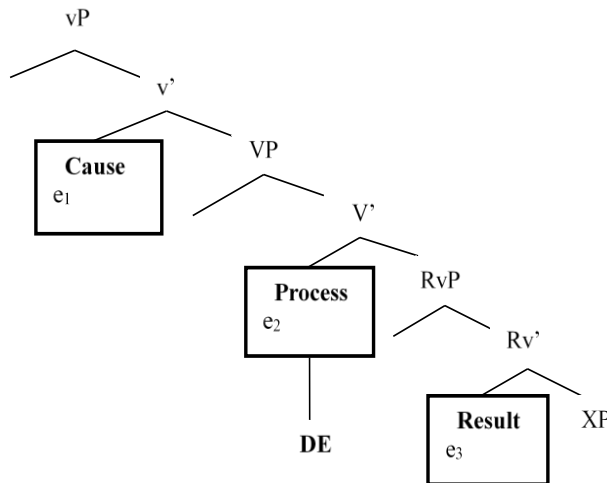 vP
v’
VP
Cause
e₁
V’
Process
e₂
RvP
Rv’
DE
Result
e₃
XP